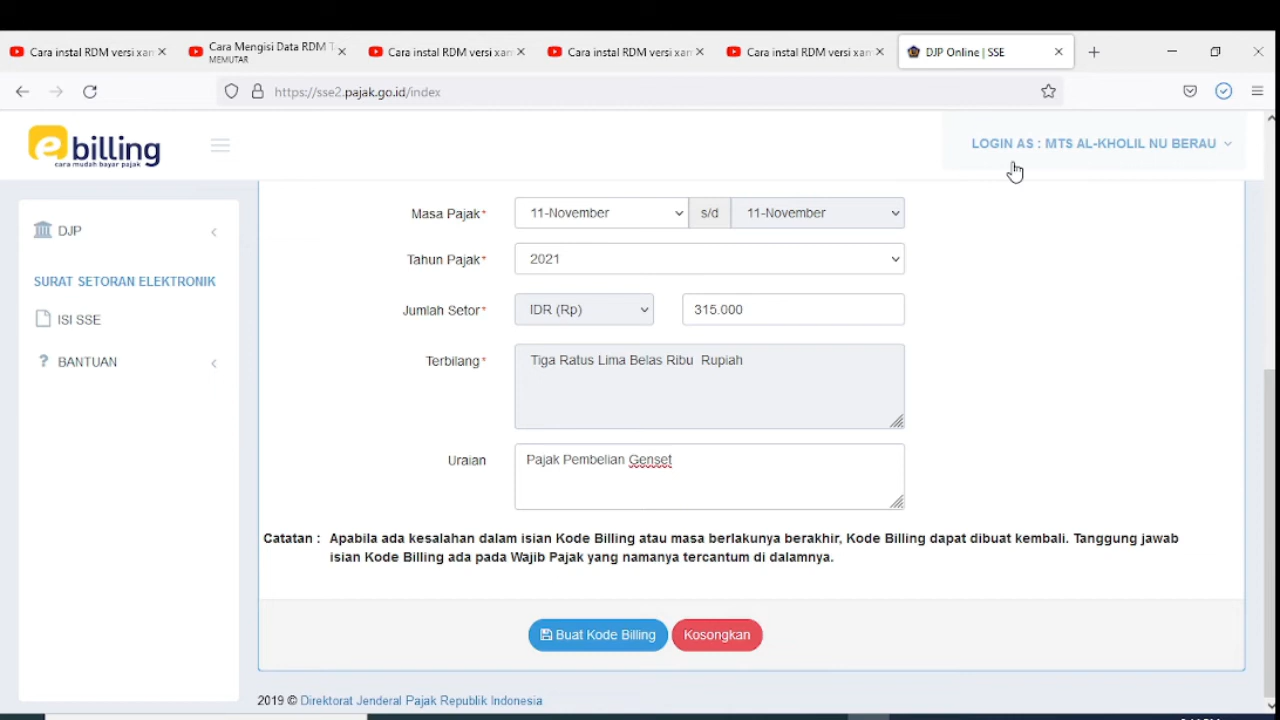 Cara instal RDM versi xan
Cara Mengisi Data RDM T
MEMUTAR
Cara instal RDM versi xar
Cara instal RDM versi xar
Cara instal RDM versi xar
DJP Online | SSE
https://sse2.pajak.go.id/index
e billing
cara mudah bayar pajak
LOGIN AS : MTS AL-KHOLIL NU BERAU
DJP
SURAT SETORAN ELEKTRONIK
ISI SSE
? BANTUAN
Masa Pajak* 11-November s/d 11-November
Tahun Pajak* 2021
Jumlah Setor* IDR (Rp) 315.000
Terbilang* Tiga Ratus Lima Belas Ribu Rupiah
Uraian Pajak Pembelian Genset
Catatan : Apabila ada kesalahan dalam isian Kode Billing atau masa berlakunya berakhir, Kode Billing dapat dibuat kembali. Tanggung jawab
isian Kode Billing ada pada Wajib Pajak yang namanya tercantum di dalamnya.
Buat Kode Billing Kosongkan
2019 © Direktorat Jenderal Pajak Republik Indonesia